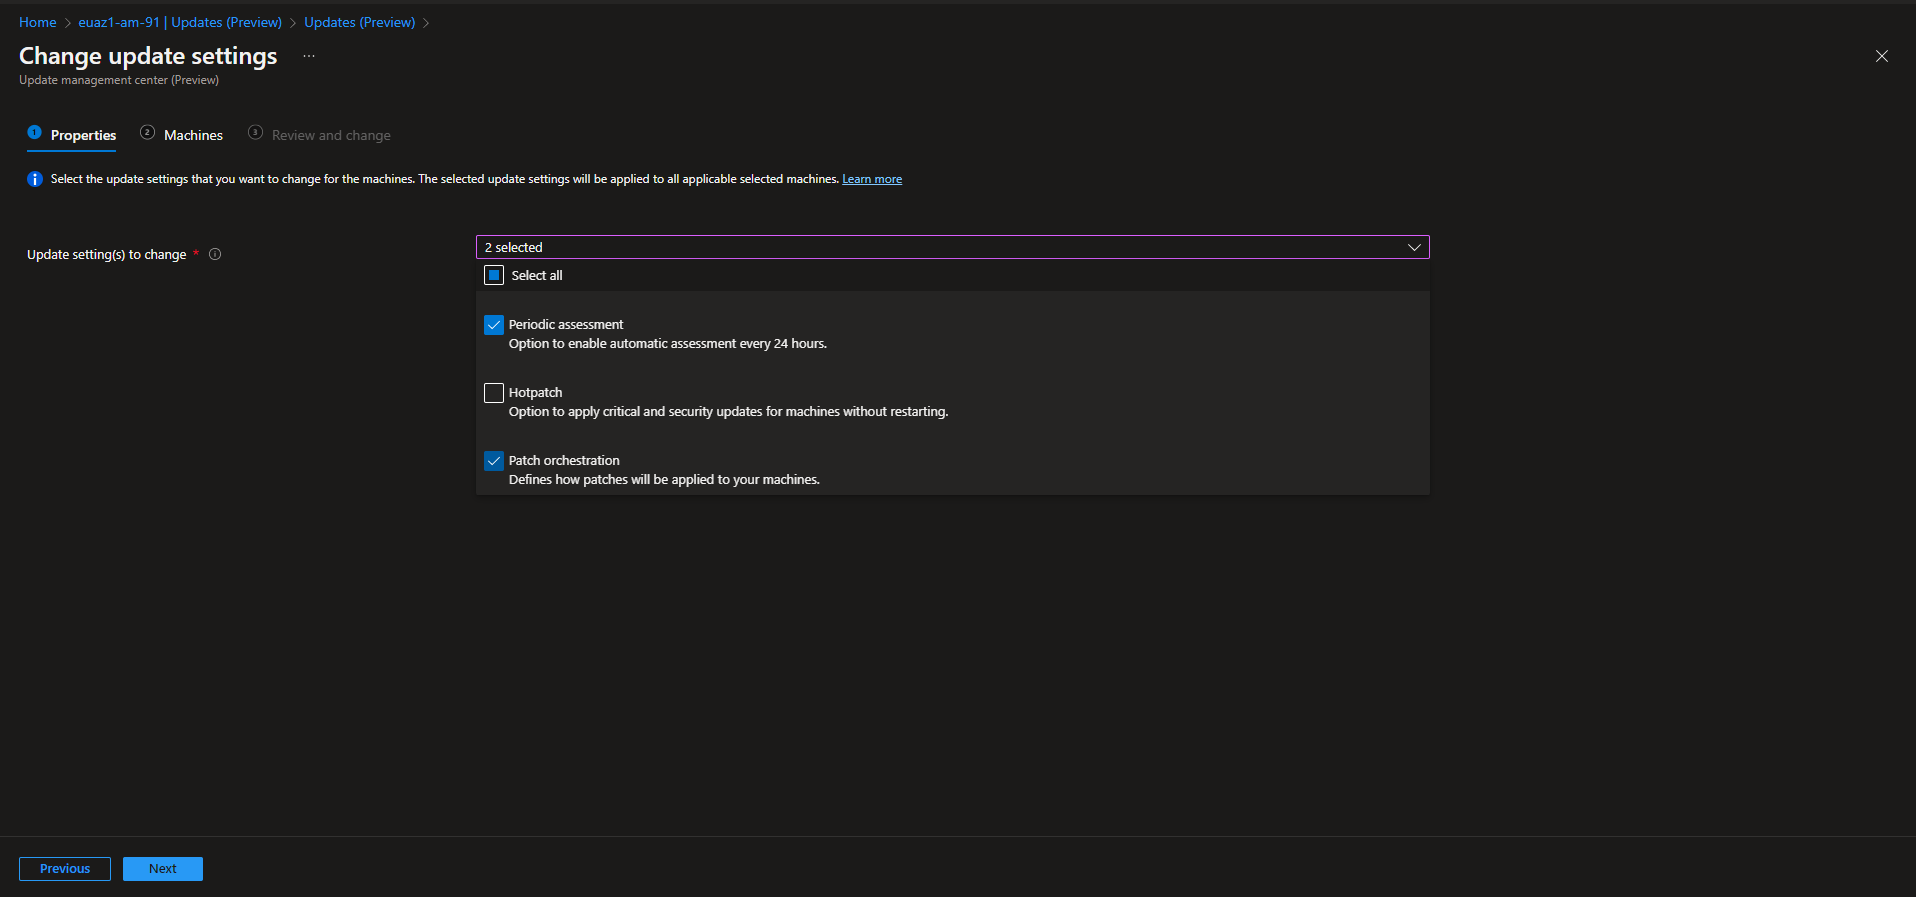 Home > euaz1-am-91 | Updates (Preview) > Updates (Preview) >
Change update settings ...
Update management center (Preview)
1 Properties 2 Machines 3 Review and change
Select the update settings that you want to change for the machines. The selected update settings will be applied to all applicable selected machines. Learn more
Update setting(s) to change *
2 selected
Select all
Periodic assessment
Option to enable automatic assessment every 24 hours.
Hotpatch
Option to apply critical and security updates for machines without restarting.
Patch orchestration
Defines how patches will be applied to your machines.
Previous Next